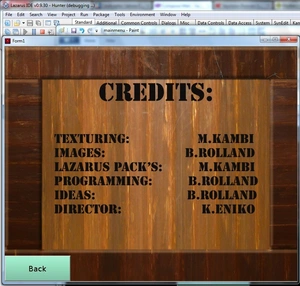 Lazarus IDE v0.9.30 - Hunter (debugging ...
File Edit Search View Project Run Package Tools Environment Window Help
Standard Additional Common Controls Dialogs Misc Data Controls Data Access System SynEdit
mainmenu - Paint
Form1
CREDITS:
TEXTURING: M.KAMBI
IMAGES: B.ROLLAND
LAZARUS PACK'S: M.KAMBI
PROGRAMMING: B.ROLLAND
IDEAS: B.ROLLAND
DIRECTOR: K.ENIKO
Back